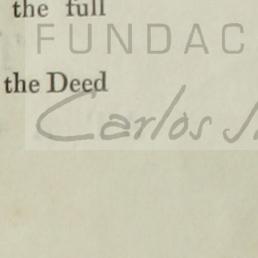 the full
FUNDAC
the Deed
Carlos